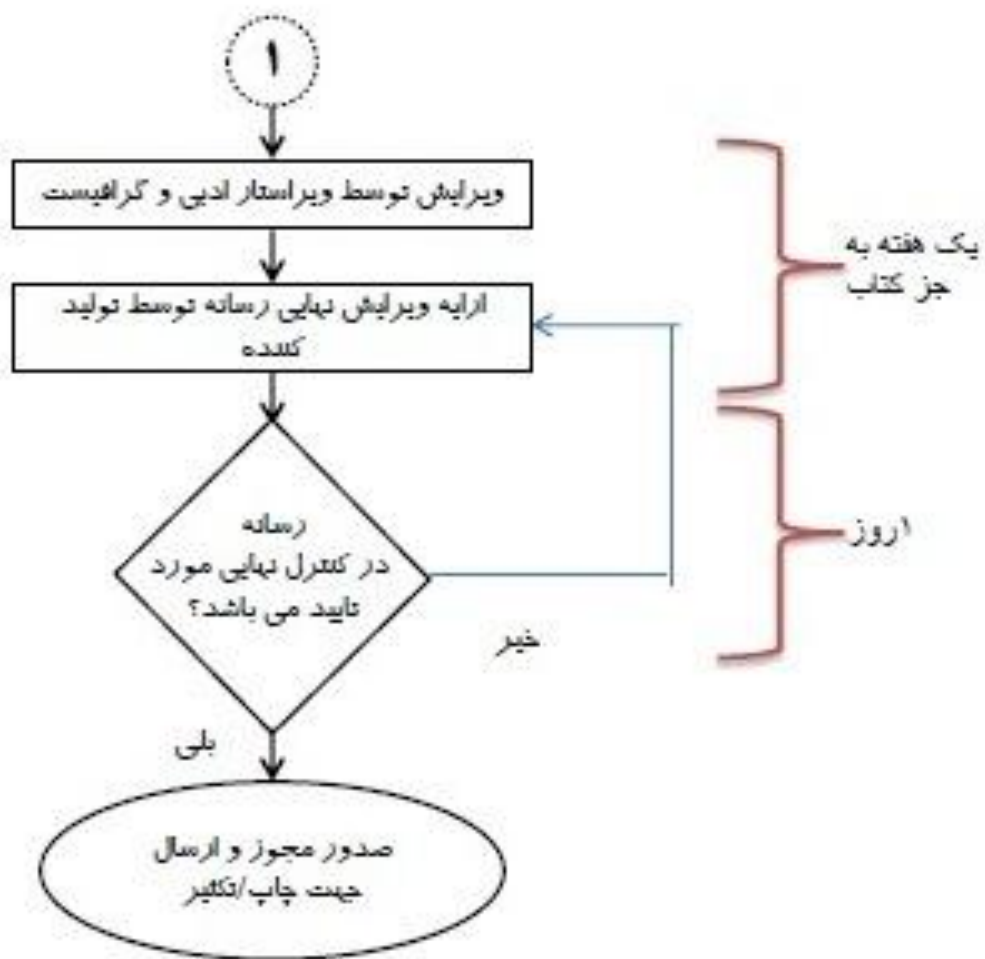 ۱
ویرایش توسط ویراستار ادبی و گرافیست
ارایه ویرایش نهایی رسانه توسط تولید
کننده
یک هفته به
جز کتاب
رسانه
در کنترل نهایی مورد
تایید می باشد؟
خیر
۱روز
بلی
صدور مجوز و ارسال
جهت چاپ/تکثیر